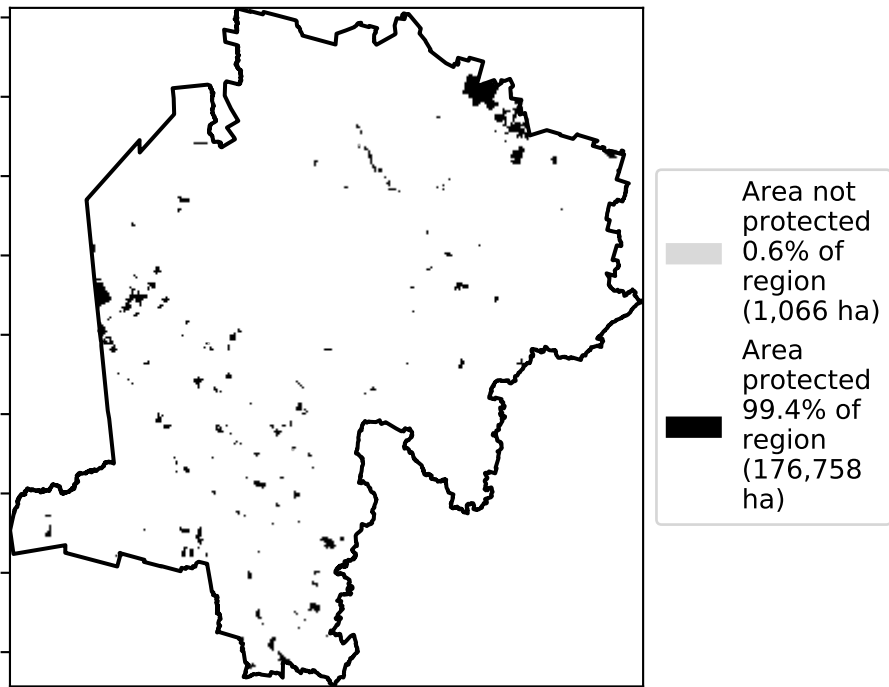 Area not
protected
0.6% of
region
(1,066 ha)
Area
protected
99.4% of
region
(176,758
ha)